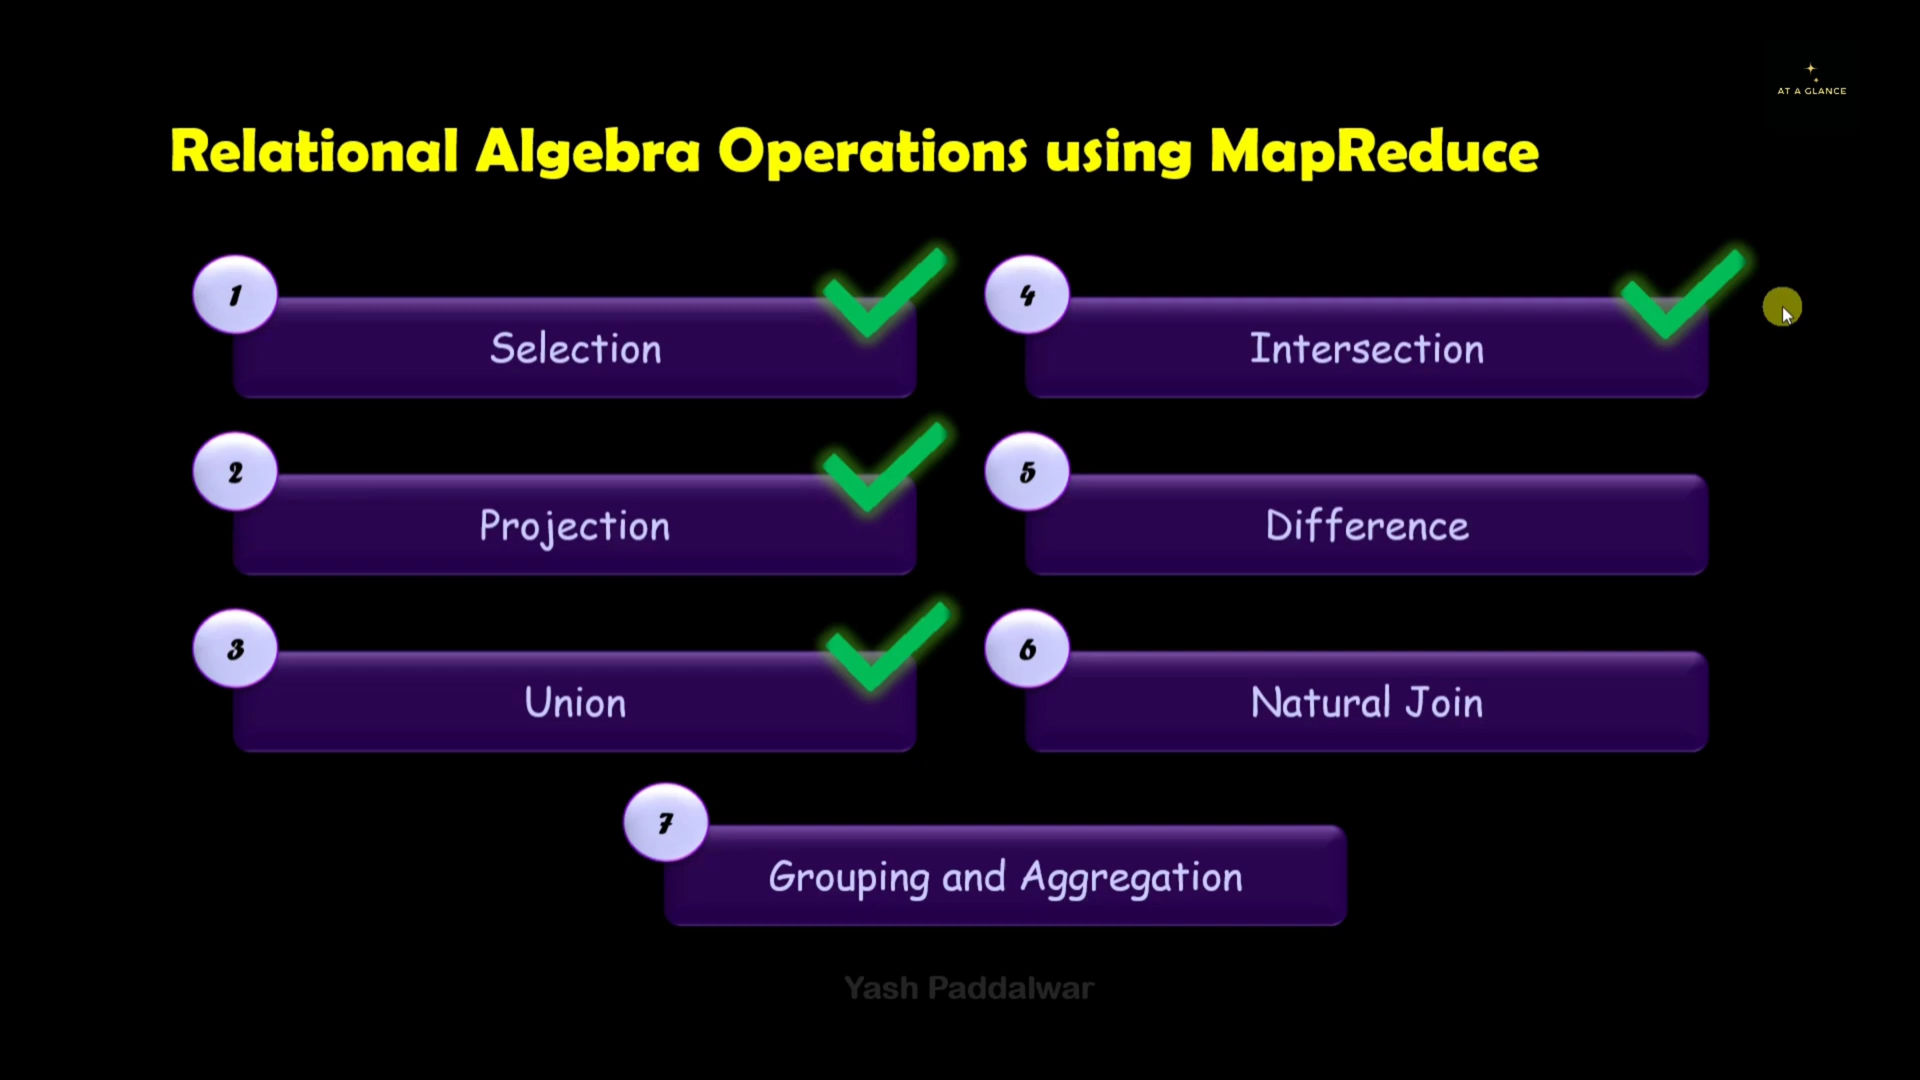 AT A GLANCE
Relational Algebra Operations using MapReduce
1
Selection
2
Projection
3
Union
4
Intersection
5
Difference
6
Natural Join
7
Grouping and Aggregation
Yash Paddalwar